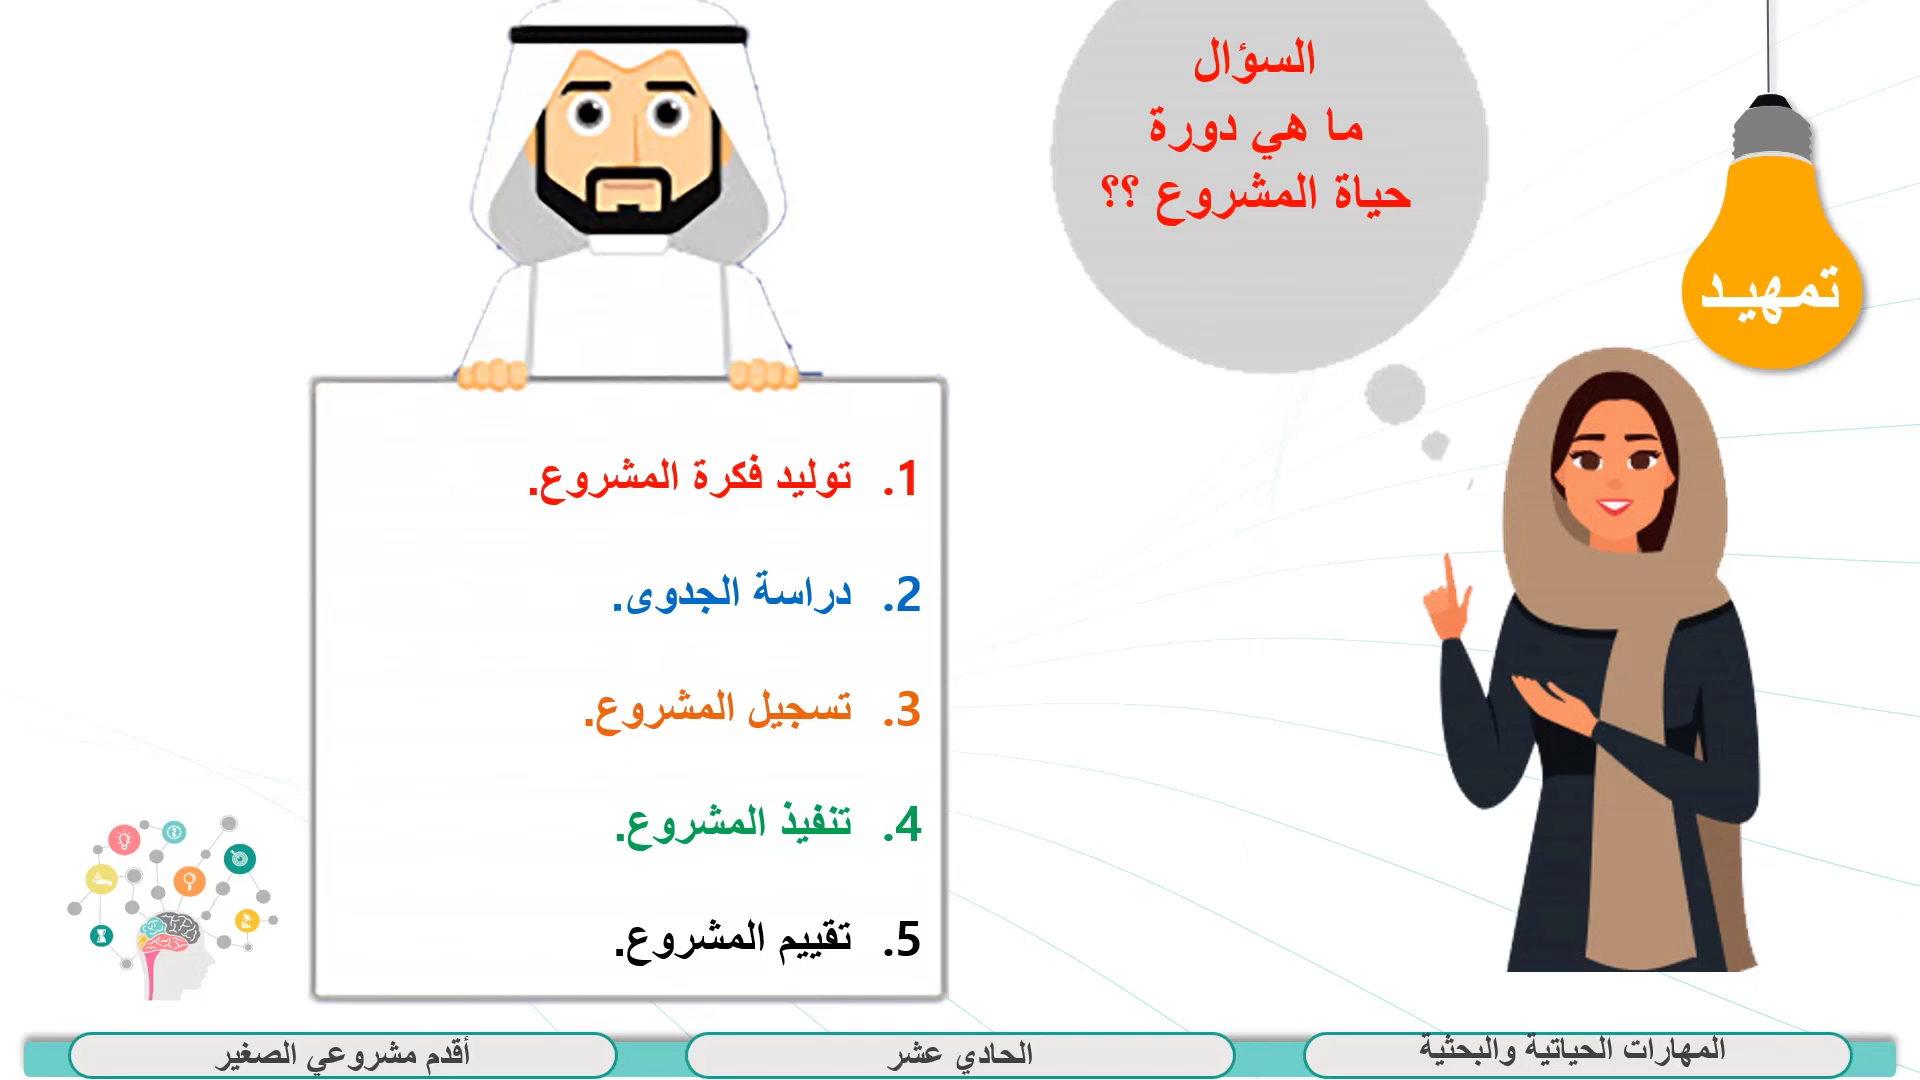 السؤال
ما هي دورة
حياة المشروع ؟؟
تمهيد
1. توليد فكرة المشروع.
2. دراسة الجدوى.
3. تسجيل المشروع.
4. تنفيذ المشروع.
5. تقييم المشروع.
المهارات الحياتية والبحثية
الحادي عشر
أقدم مشروعي الصغير